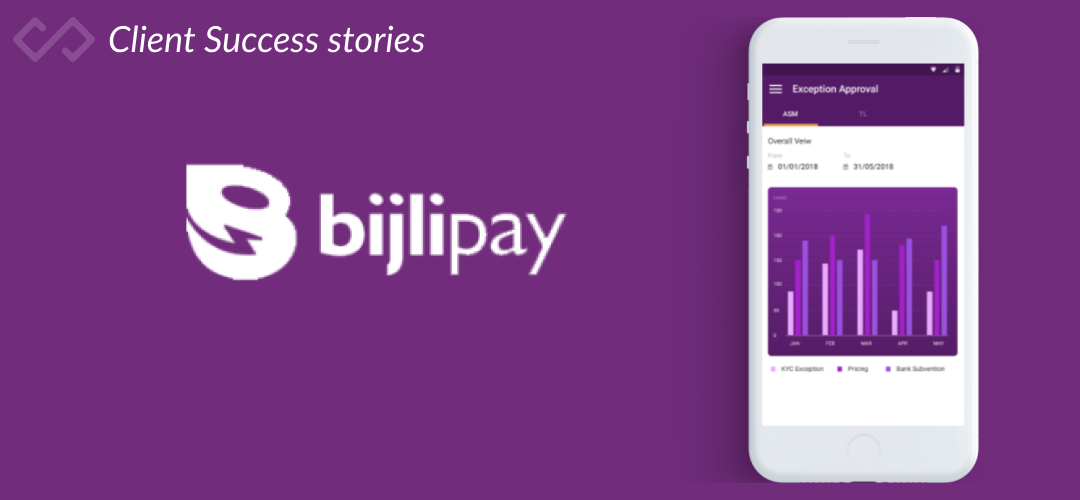 Client Success stories
bijlipay
Exception Approval
ASM TL
Overall Veiw
From To
01/01/2018 31/05/2018
Leads
150
100
50
0
JAN FEB MAR APR MAY
KYC Exception Pricing Bank Subvention